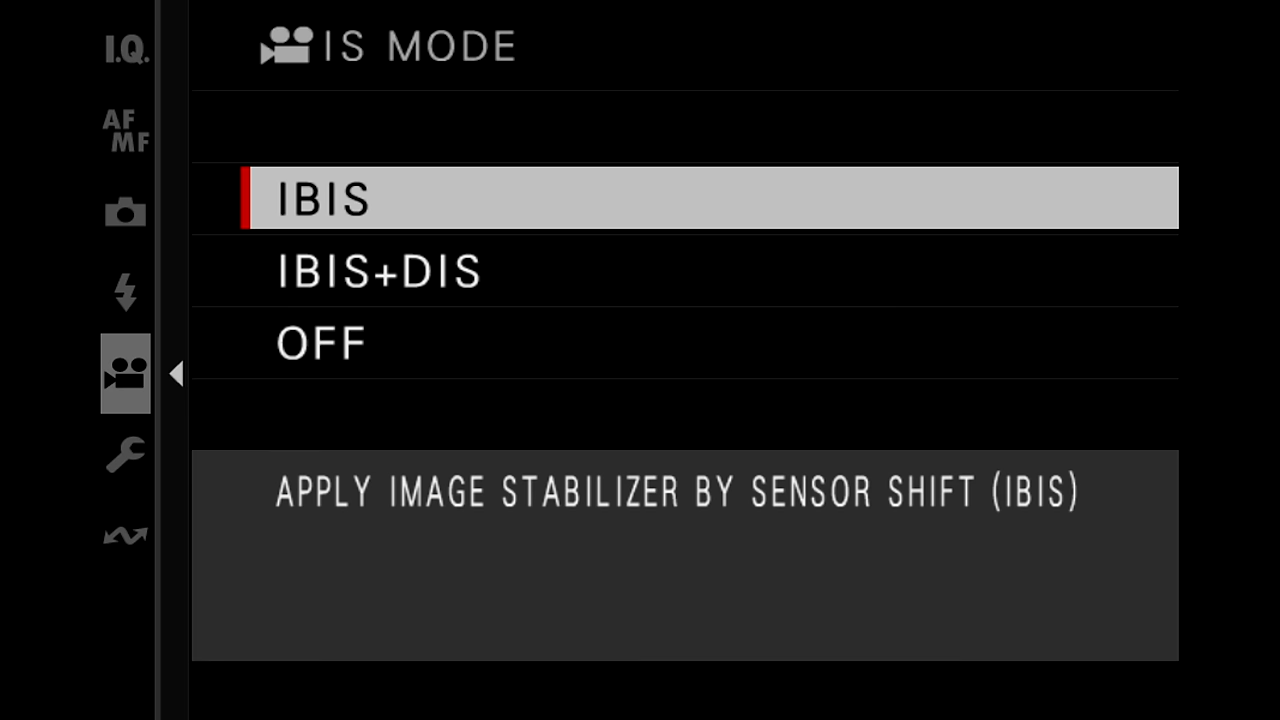 I.Q.
AF
MF
IS MODE
IBIS
IBIS+DIS
OFF
APPLY IMAGE STABILIZER BY SENSOR SHIFT (IBIS)